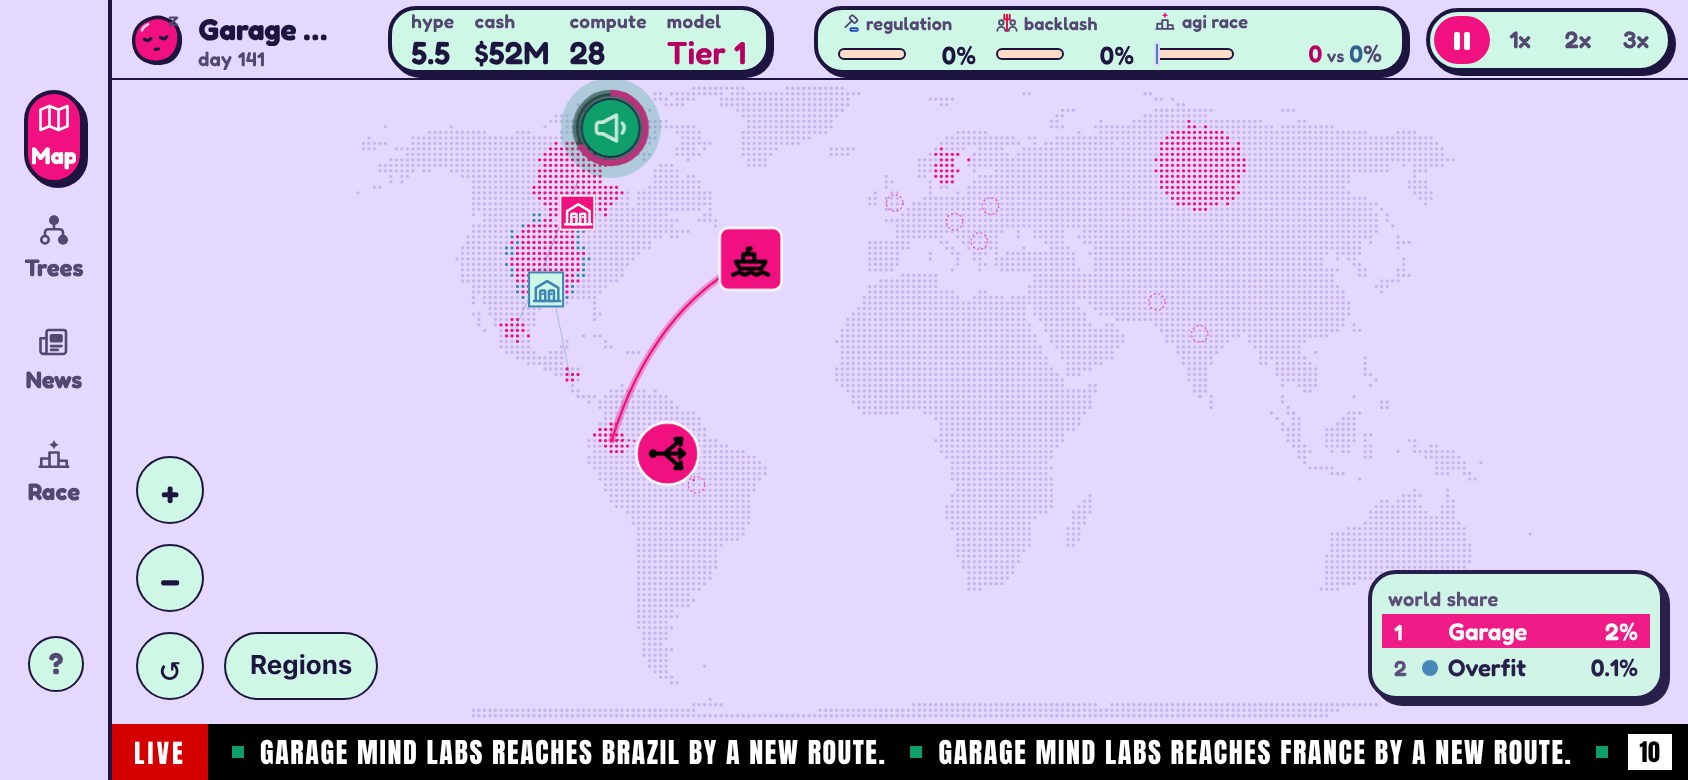 Garage ...
day 141
hype cash compute model
5.5 $52M 28 Tier 1
regulation backlash agi race
0% 0% 0 vs 0%
1x 2x 3x
Map
Trees
News
Race
?
+
−
↺ Regions
world share
1 Garage 2%
2 Overfit 0.1%
LIVE GARAGE MIND LABS REACHES BRAZIL BY A NEW ROUTE. GARAGE MIND LABS REACHES FRANCE BY A NEW ROUTE. 10